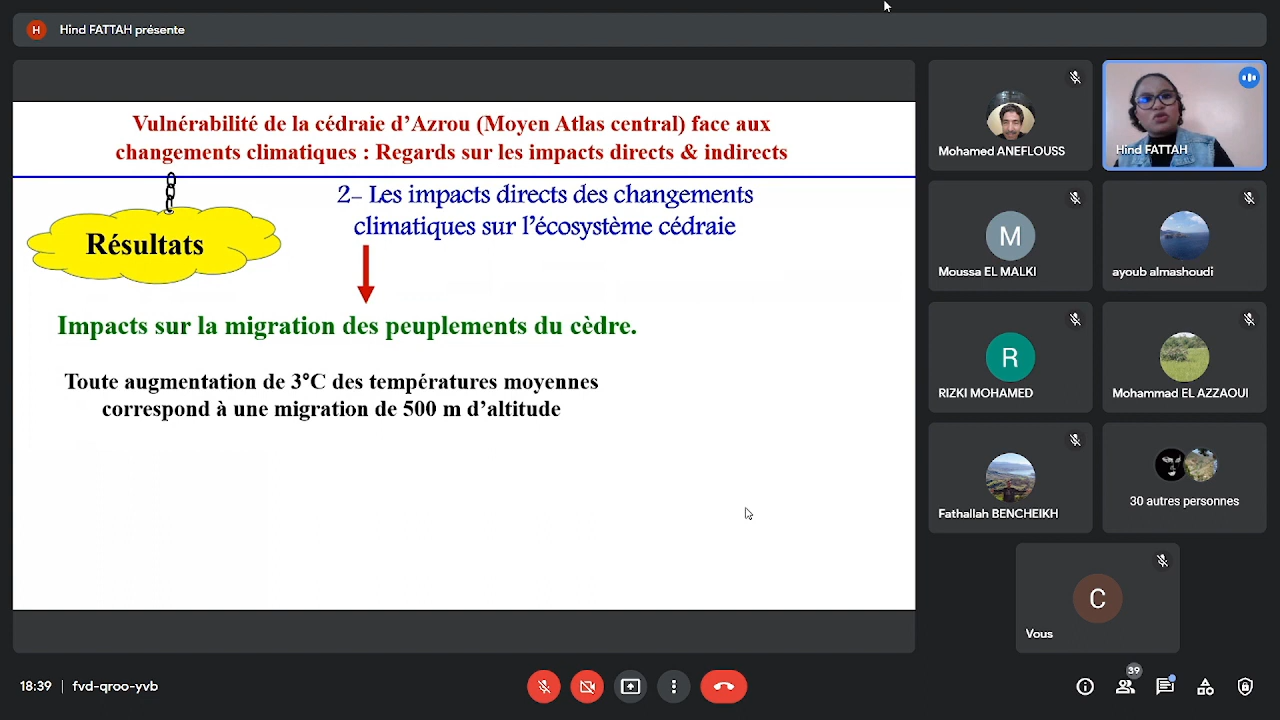 H Hind FATTAH présente
Vulnérabilité de la cédraie d'Azrou (Moyen Atlas central) face aux
changements climatiques : Regards sur les impacts directs & indirects
2- Les impacts directs des changements
climatiques sur l'écosystème cédraie
Résultats
Impacts sur la migration des peuplements du cèdre.
Toute augmentation de 3°C des températures moyennes
correspond à une migration de 500 m d'altitude
Mohamed ANEFLOUSS
Hind FATTAH
M
Moussa EL MALKI
ayoub almashoudi
R
RIZKI MOHAMED
Mohammad EL AZZAOUI
Fathallah BENCHEIKH
30 autres personnes
C
Vous
18:39 | fvd-qroo-yvb
39